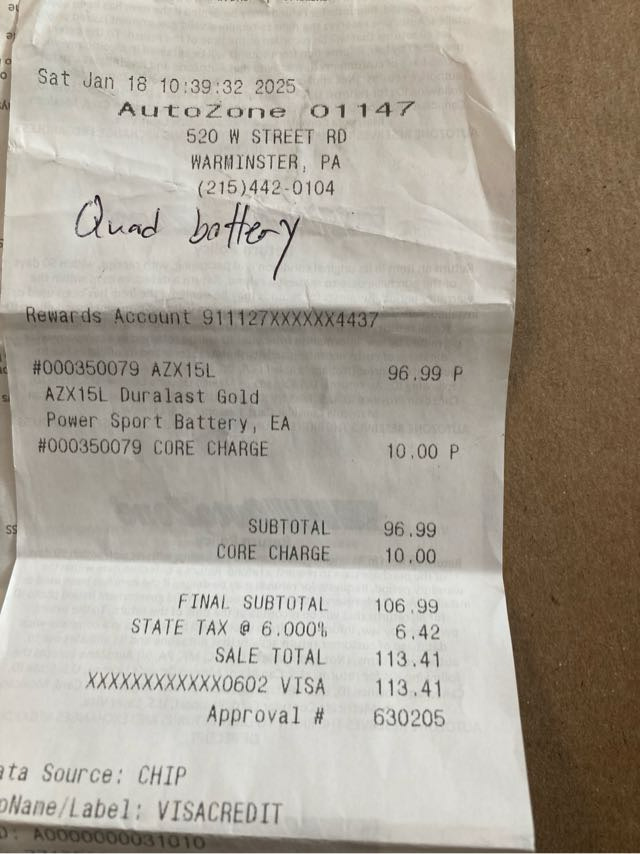 Sat Jan 18 10:39:32 2025
AutoZone 01147
520 W STREET RD
WARMINSTER, PA
(215)442-0104
Quad battery
Rewards Account 911127XXXXXX4437
#000350079 AZX15L 96.99 P
AZX15L Duralast Gold
Power Sport Battery, EA
#000350079 CORE CHARGE 10.00 P
SUBTOTAL 96.99
CORE CHARGE 10.00
FINAL SUBTOTAL 106.99
STATE TAX @ 6.000% 6.42
SALE TOTAL 113.41
XXXXXXXXXXXX0602 VISA 113.41
Approval # 630205
ata Source: CHIP
pName/Label: VISACREDIT
D: A0000000031010